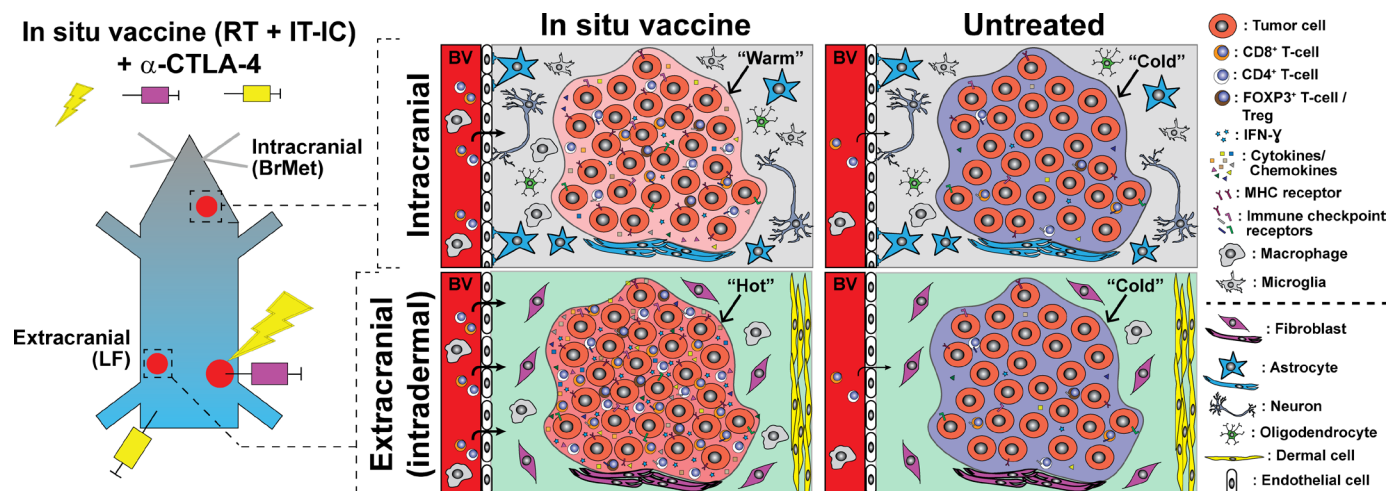 In situ vaccine (RT + IT-IC)
+ α-CTLA-4
Intracranial
(BrMet)
Extracranial
(LF)
In situ vaccine
Untreated
Intracranial
Extracranial
(intradermal)
BV
“Warm”
BV
“Cold”
BV
“Hot”
BV
“Cold”
: Tumor cell
: CD8⁺ T-cell
: CD4⁺ T-cell
: FOXP3⁺ T-cell /
Treg
: IFN-Ɣ
: Cytokines/
Chemokines
: MHC receptor
: Immune checkpoint
receptors
: Macrophage
: Microglia
: Fibroblast
: Astrocyte
: Neuron
: Oligodendrocyte
: Dermal cell
: Endothelial cell